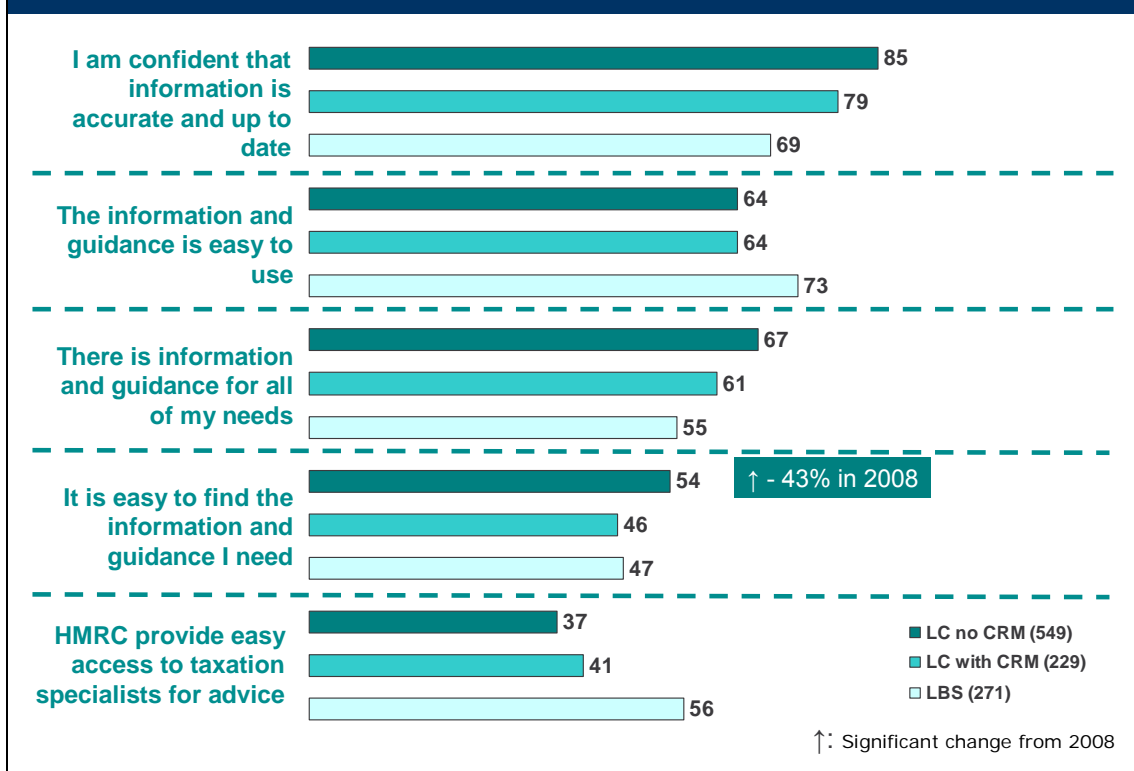 I am confident that
information is
accurate and up to
date
85
79
69
The information and
guidance is easy to
use
64
64
73
There is information
and guidance for all
of my needs
67
61
55
It is easy to find the
information and
guidance I need
54
↑ - 43% in 2008
46
47
HMRC provide easy
access to taxation
specialists for advice
37
41
56
LC no CRM (549)
LC with CRM (229)
LBS (271)
↑: Significant change from 2008